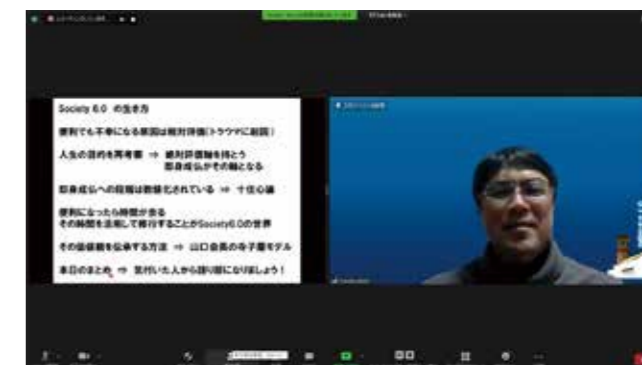 Society 6.0 の生き方
便利でも不幸になる原因は絶対評価(トラウマに起因)
人生の目的を再考察 ⇒ 絶対評価軸を持とう
即身成仏がその軸となる
即身成仏への段階は数値化されている ⇒ 十住心論
便利になったら時間が余る
その時間を活用して修行することがSociety6.0の世界
その価値観を伝承する方法 ⇒ 山口会長の寺子屋モデル
本日のまとめ ⇒ 気付いた人から語り部になりましょう！